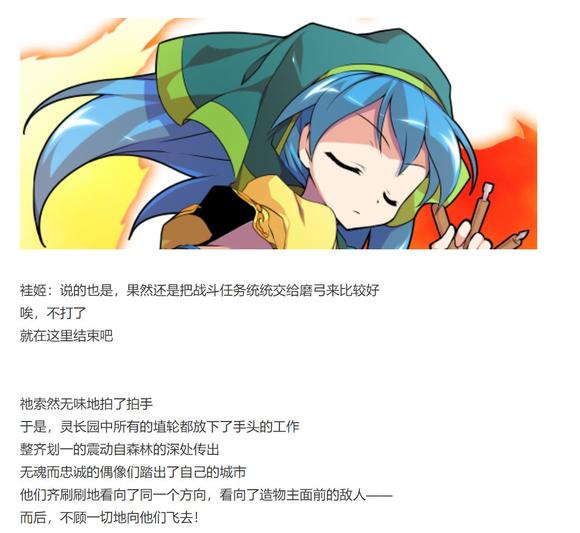 袿姬：说的也是，果然还是把战斗任务统统交给磨弓来比较好
唉，不打了
就在这里结束吧
祂索然无味地拍了拍手
于是，灵长园中所有的埴轮都放下了手头的工作
整齐划一的震动自森林的深处传出
无魂而忠诚的偶像们踏出了自己的城市
他们齐刷刷地看向了同一个方向，看向了造物主面前的敌人——
而后，不顾一切地向他们飞去！